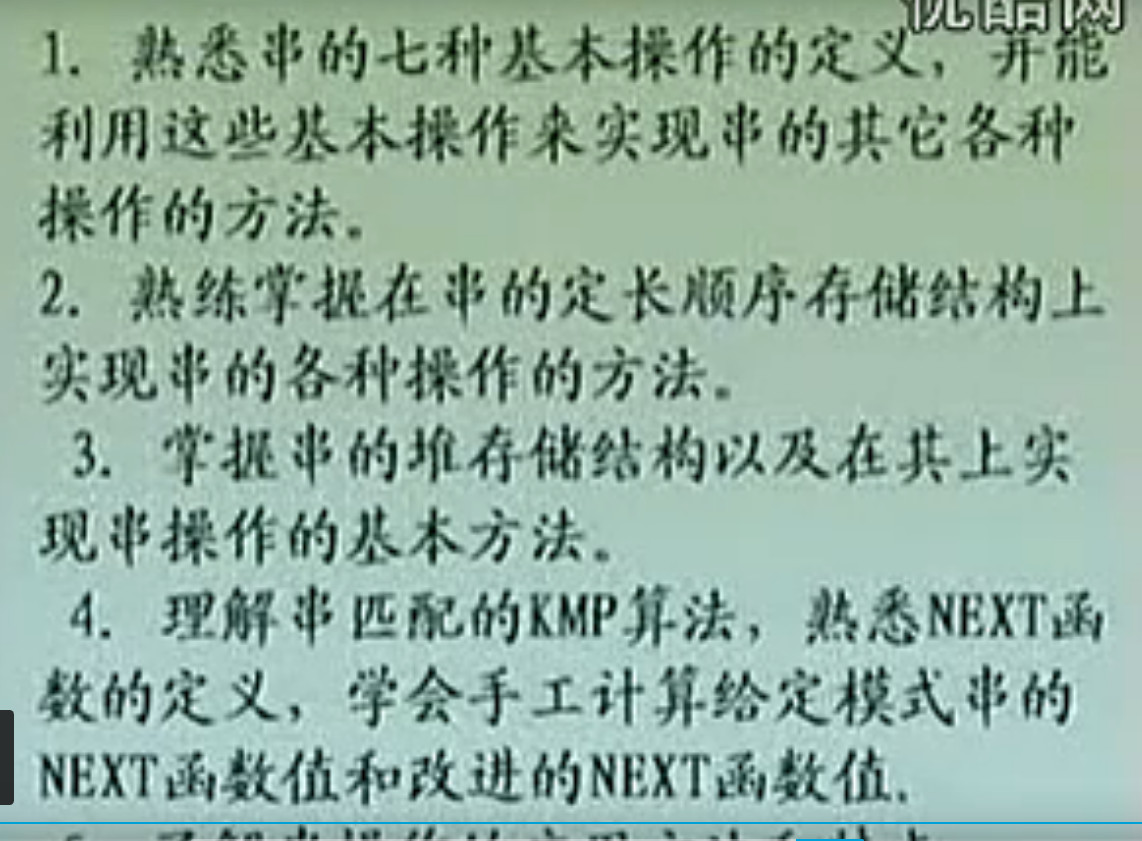 优酷网
1. 熟悉串的七种基本操作的定义，并能
利用这些基本操作来实现串的其它各种
操作的方法。
2. 熟练掌握在串的定长顺序存储结构上
实现串的各种操作的方法。
3. 掌握串的堆存储结构以及在其上实
现串操作的基本方法。
4. 理解串匹配的KMP算法，熟悉NEXT函
数的定义，学会手工计算给定模式串的
NEXT函数值和改进的NEXT函数值.